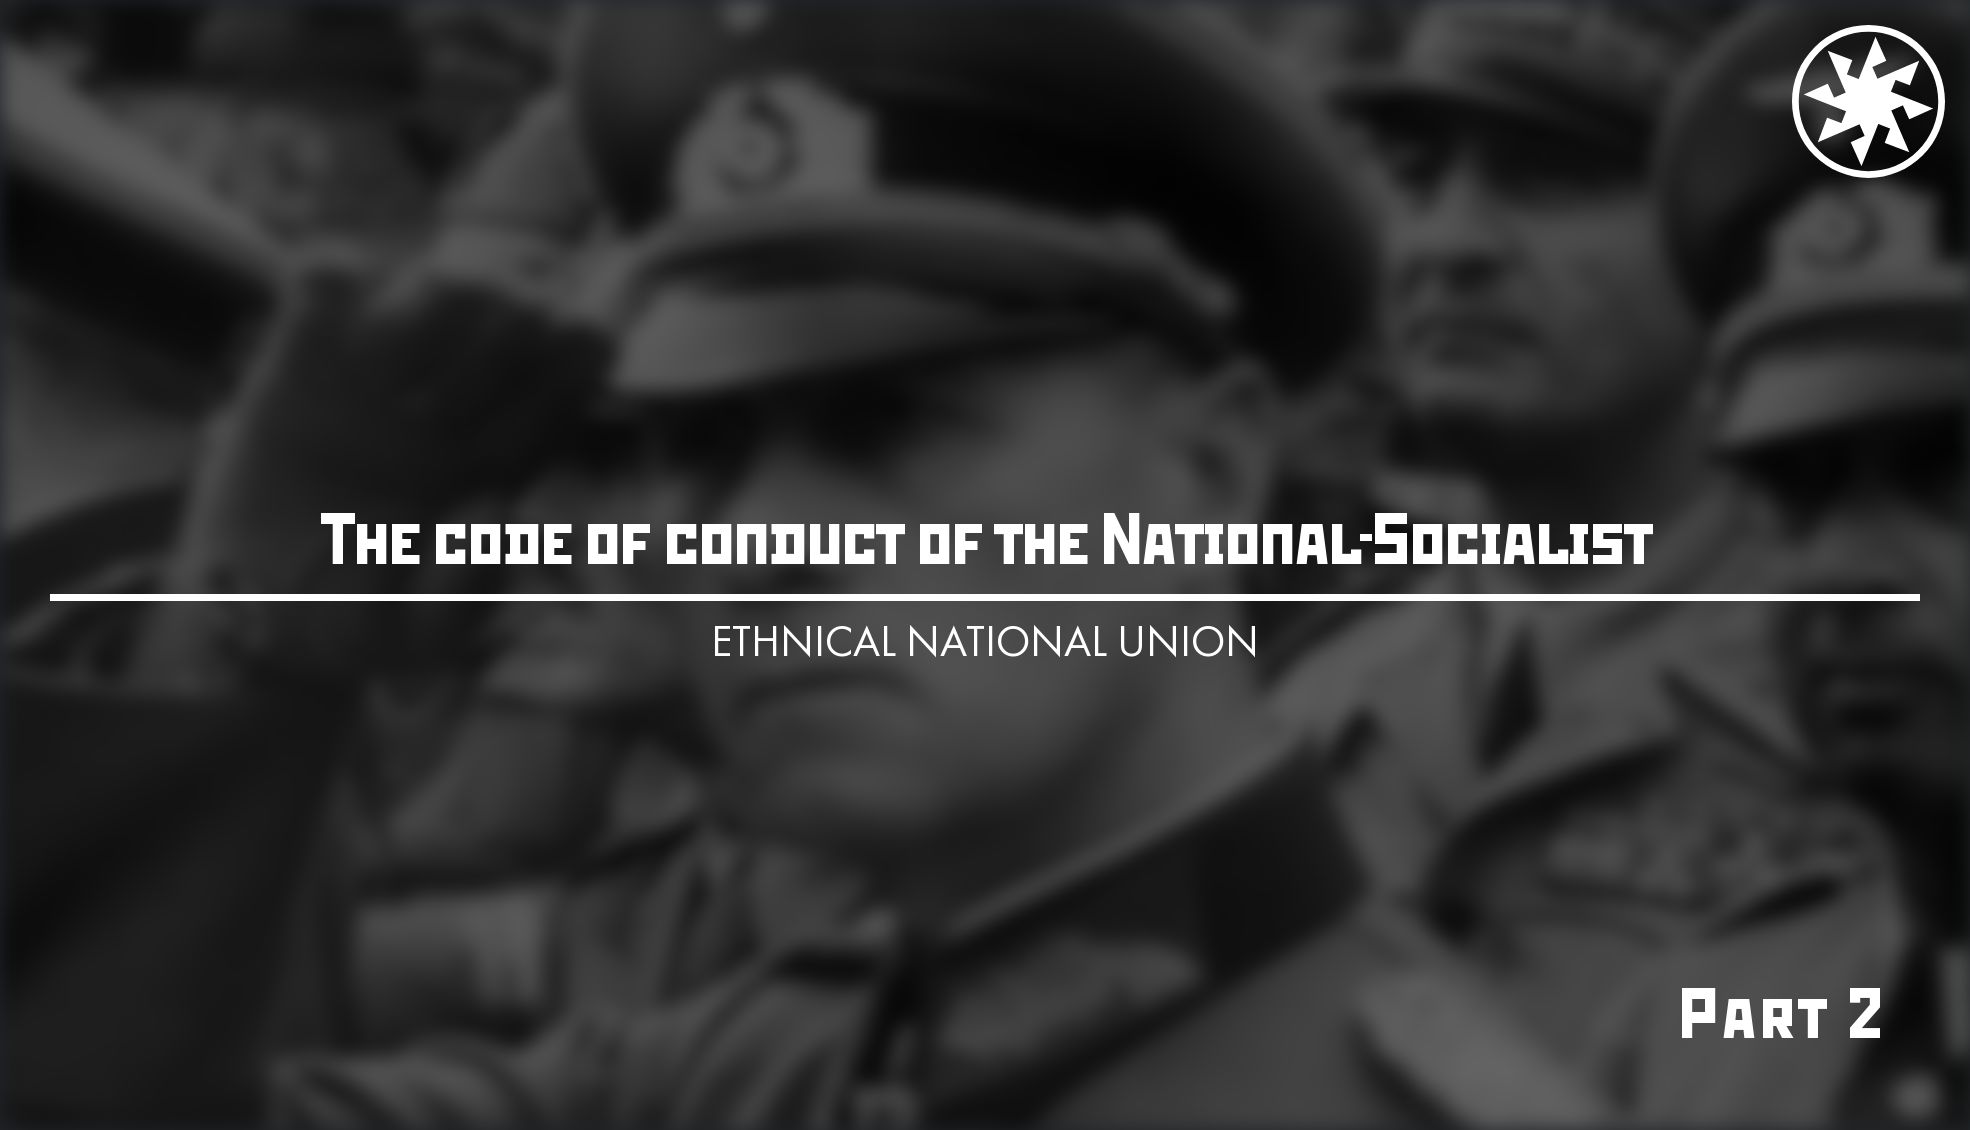 The code of conduct of the National-Socialist
ETHNICAL NATIONAL UNION
Part 2